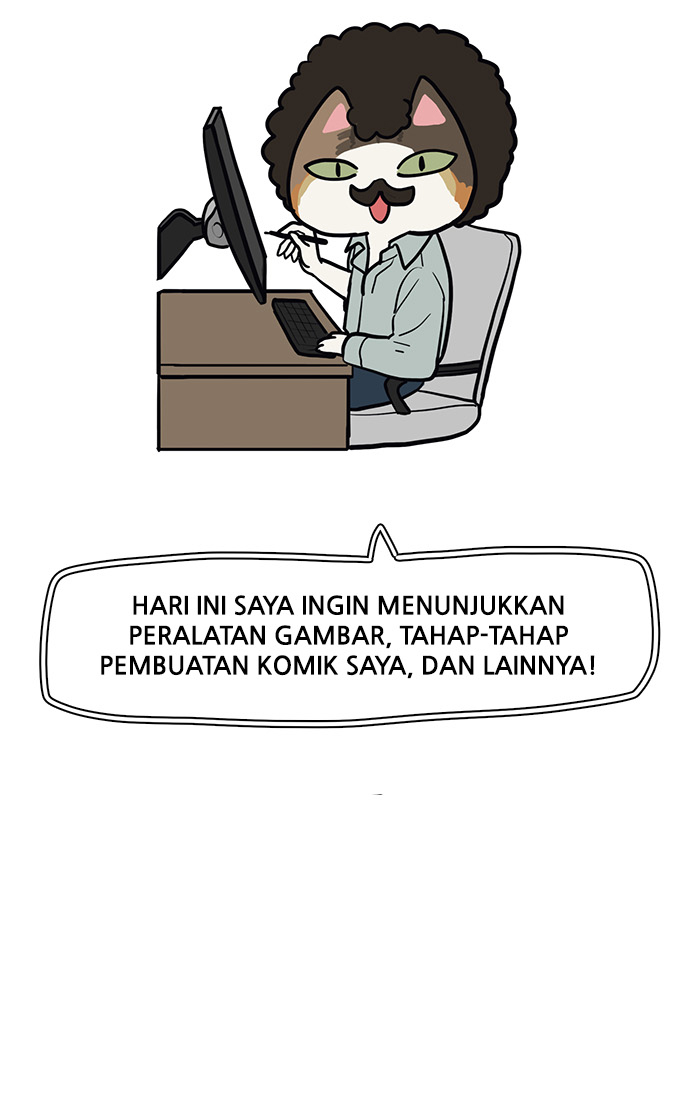 HARI INI SAYA INGIN MENUNJUKKAN
PERALATAN GAMBAR, TAHAP-TAHAP
PEMBUATAN KOMIK SAYA, DAN LAINNYA!